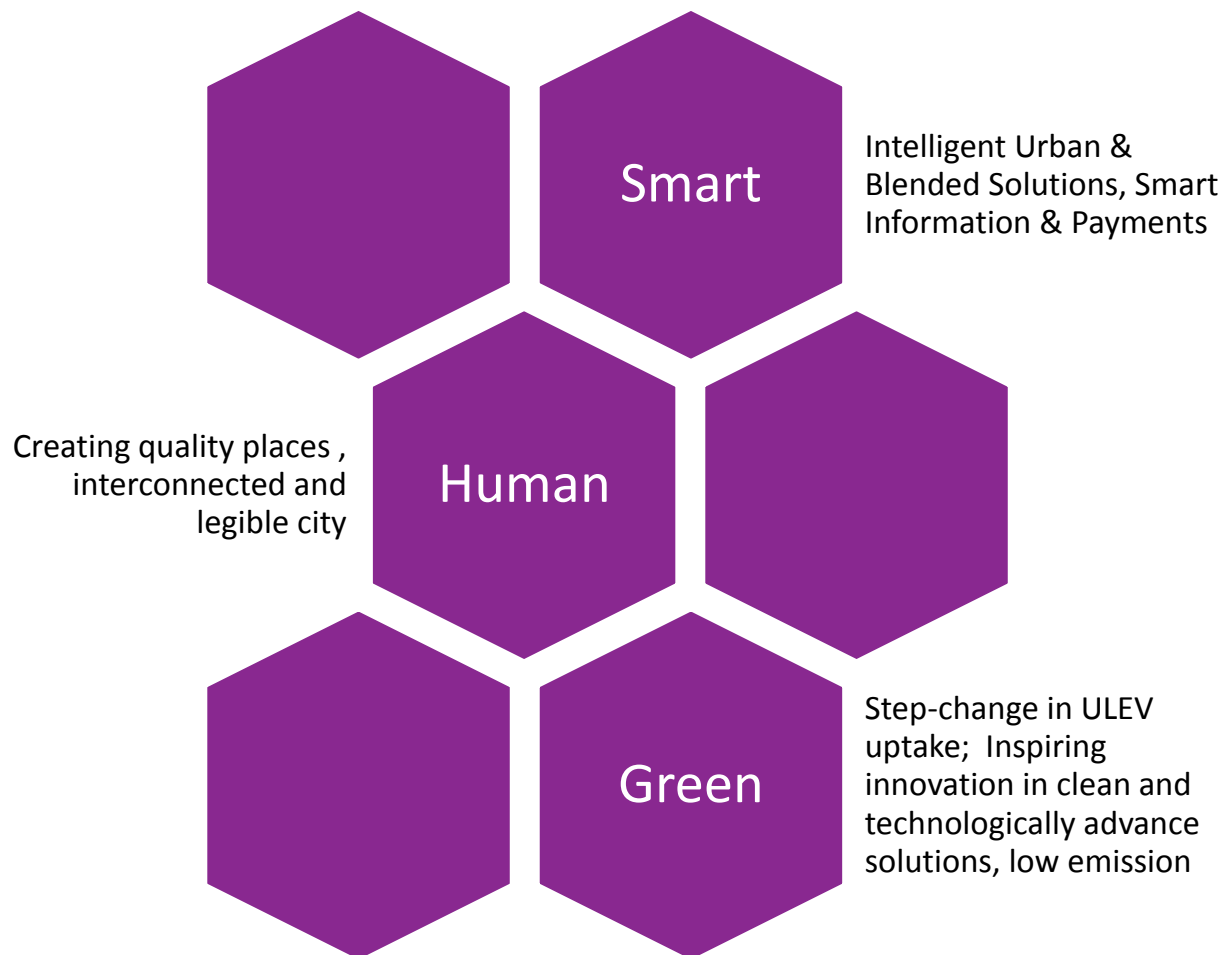 Smart
Intelligent Urban &
Blended Solutions, Smart
Information & Payments
Creating quality places ,
interconnected and
legible city
Human
Step-change in ULEV
uptake;  Inspiring
innovation in clean and
technologically advance
solutions, low emission
Green